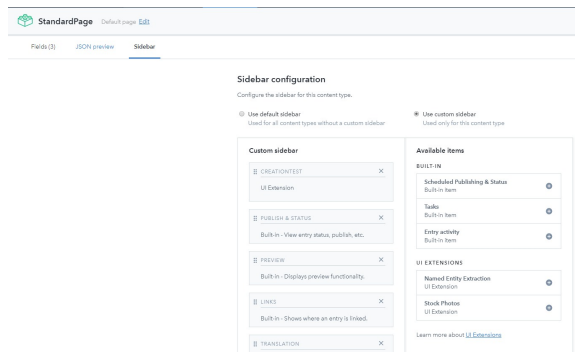 StandardPage Default page Edit
Fields (3) JSON preview Sidebar
Sidebar configuration
Configure the sidebar for this content type.
Use default sidebar
Used for all content types without a custom sidebar
Use custom sidebar
Used only for this content type
Custom sidebar
CREATIONTEST
UI Extension
PUBLISH & STATUS
Built-in - View entry status, publish, etc.
PREVIEW
Built-in - Displays preview functionality.
LINKS
Built-in - Shows where an entry is linked.
TRANSLATION
Available items
BUILT-IN
Scheduled Publishing & Status
Built-in item
Tasks
Built-in item
Entry activity
Built-in item
UI EXTENSIONS
Named Entity Extraction
UI Extension
Stock Photos
UI Extension
Learn more about UI Extensions